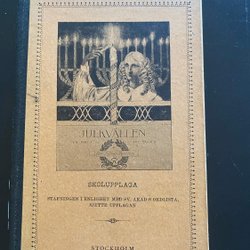 JULKVÄLLEN
SKOLUPPLAGA
STAFNINGEN I ENLIGHET MED SV. AKAD:S ORDLISTA,
SJETTE UPPLAGAN
STOCKHOLM